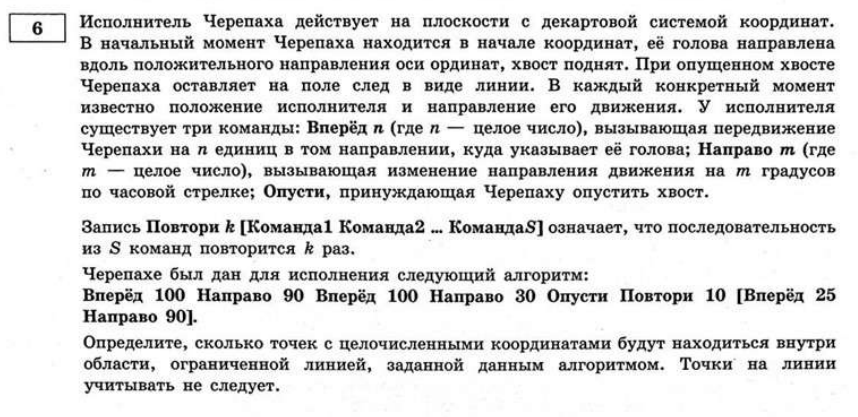 6
Исполнитель Черепаха действует на плоскости с декартовой системой координат.
В начальный момент Черепаха находится в начале координат, её голова направлена
вдоль положительного направления оси ординат, хвост поднят. При опущенном хвосте
Черепаха оставляет на поле след в виде линии. В каждый конкретный момент
известно положение исполнителя и направление его движения. У исполнителя
существует три команды: Вперёд n (где n — целое число), вызывающая передвижение
Черепахи на n единиц в том направлении, куда указывает её голова; Направо m (где
m — целое число), вызывающая изменение направления движения на m градусов
по часовой стрелке; Опусти, принуждающая Черепаху опустить хвост.
Запись Повтори k [Команда1 Команда2 ... КомандаS] означает, что последовательность
из S команд повторится k раз.
Черепахе был дан для исполнения следующий алгоритм:
Вперёд 100 Направо 90 Вперёд 100 Направо 30 Опусти Повтори 10 [Вперёд 25
Направо 90].
Определите, сколько точек с целочисленными координатами будут находиться внутри
области, ограниченной линией, заданной данным алгоритмом. Точки на линии
учитывать не следует.